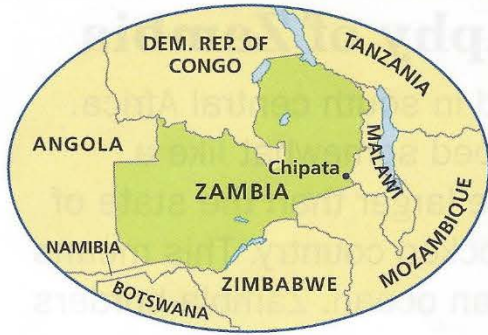 DEM. REP. OF
CONGO
TANZANIA
ANGOLA
MALAWI
Chipata
ZAMBIA
MOZAMBIQUE
NAMIBIA
ZIMBABWE
BOTSWANA